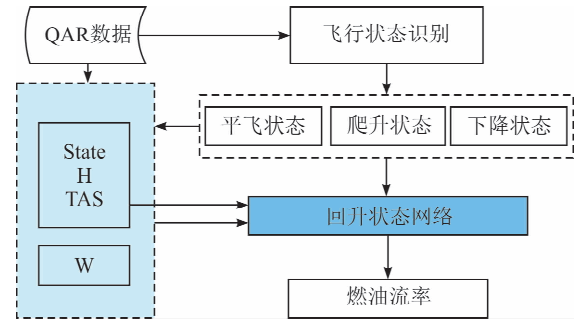 QAR数据
飞行状态识别
平飞状态
爬升状态
下降状态
State
H
TAS
W
回升状态网络
燃油流率